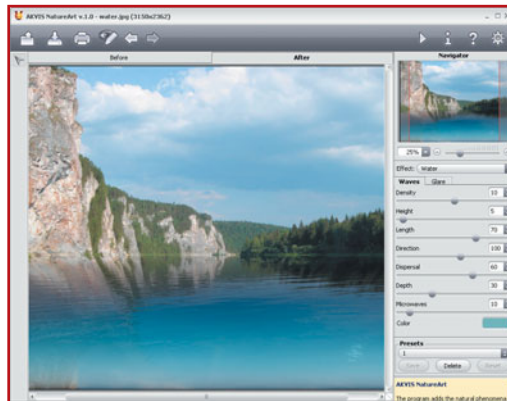 AKVIS NatureArt v.1.0 - water.jpg (3150x2362)
Before After
Navigator
25%
Effect: Water
Waves Glare
Density 10
Height 5
Length 70
Direction 100
Dispersal 60
Depth 30
Microwaves 10
Color
Presets
1
Save Delete Reset
AKVIS NatureArt
The program adds the natural phenomena